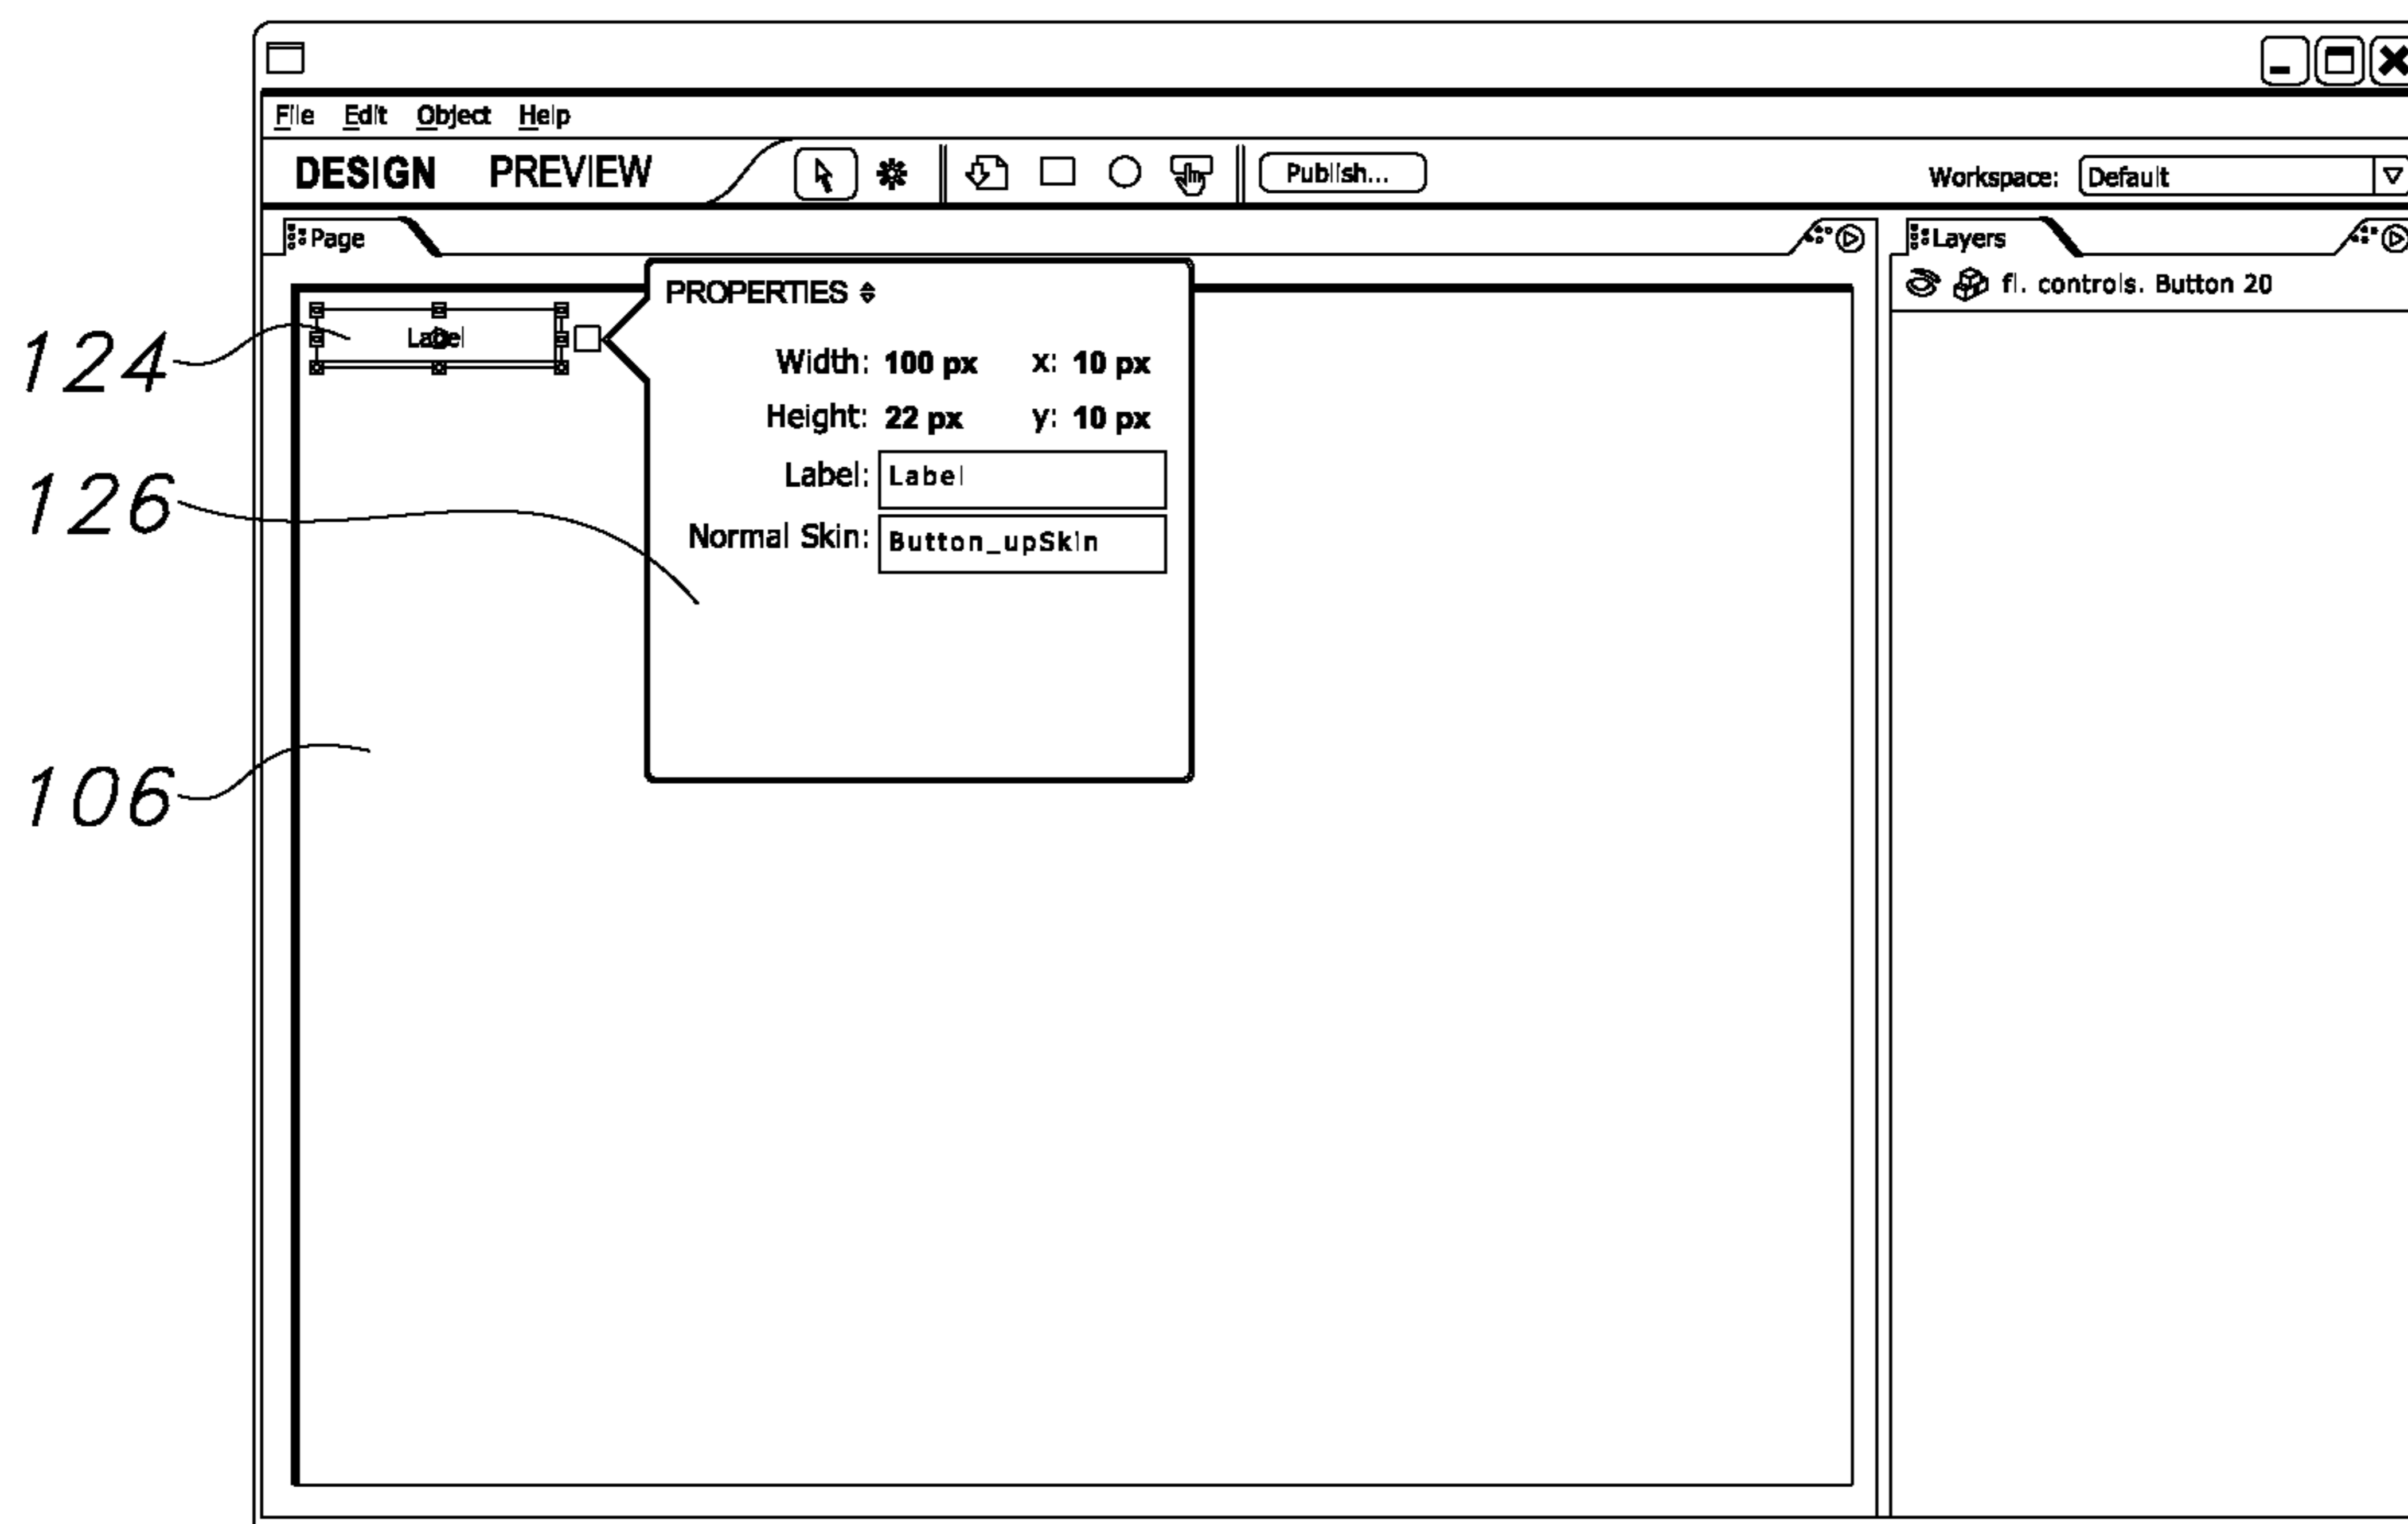 File Edit Object Help
DESIGN PREVIEW Publish... Workspace: Default
Page Layers
PROPERTIES fl. controls. Button 20
124 Label
Width: 100 px x: 10 px
Height: 22 px y: 10 px
126 Label: Label
Normal Skin: Button_upSkin
106